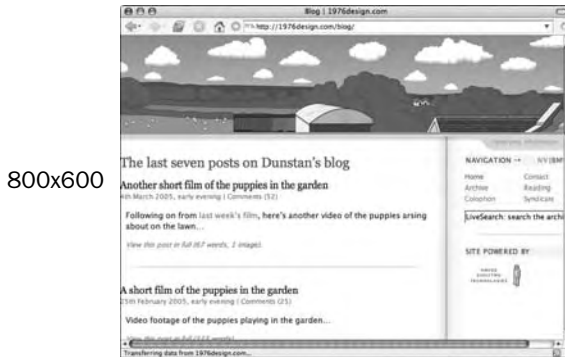 Blog | 1976design.com
http://1976design.com/blog/
800x600
The last seven posts on Dunstan's blog
Another short film of the puppies in the garden
4th March 2005, early evening | Comments (52)
Following on from last week's film, here's another video of the puppies arsing
about on the lawn...
View this post in full (67 words, 1 image).
A short film of the puppies in the garden
25th February 2005, early evening | Comments (25)
Video footage of the puppies playing in the garden...
View this post in full
NAVIGATION →
Home Contact
Archive Reading
Colophon Syndicate
LiveSearch: search the archi
SITE POWERED BY
Transferring data from 1976design.com...